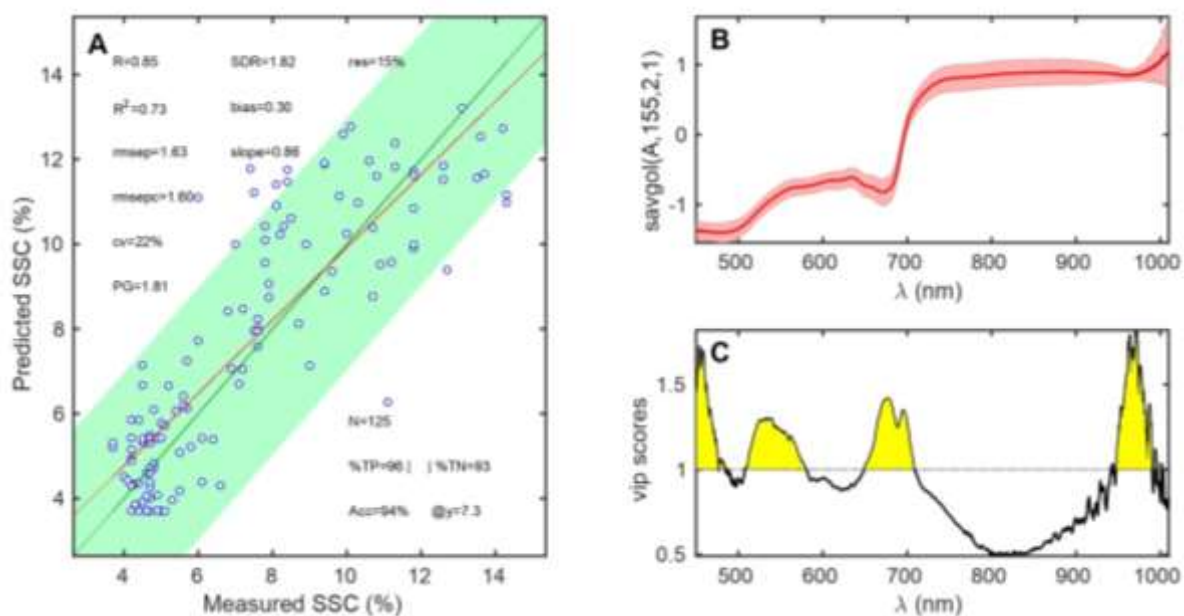 A
R=0.85 SDR=1.82 res=15%
R²=0.73 bias=0.30
rmsep=1.63 slope=0.86
rmsepc=1.60
cv=22%
PG=1.81
N=125
%TP=96 | | %TN=93
Acc=94% @y=7.3
14
12
10
8
6
4
Predicted SSC (%)
4 6 8 10 12 14
Measured SSC (%)
B
1
0
-1
savgol(A,155,2,1)
500 600 700 800 900 1000
λ (nm)
C
1.5
1
0.5
vip scores
500 600 700 800 900 1000
λ (nm)